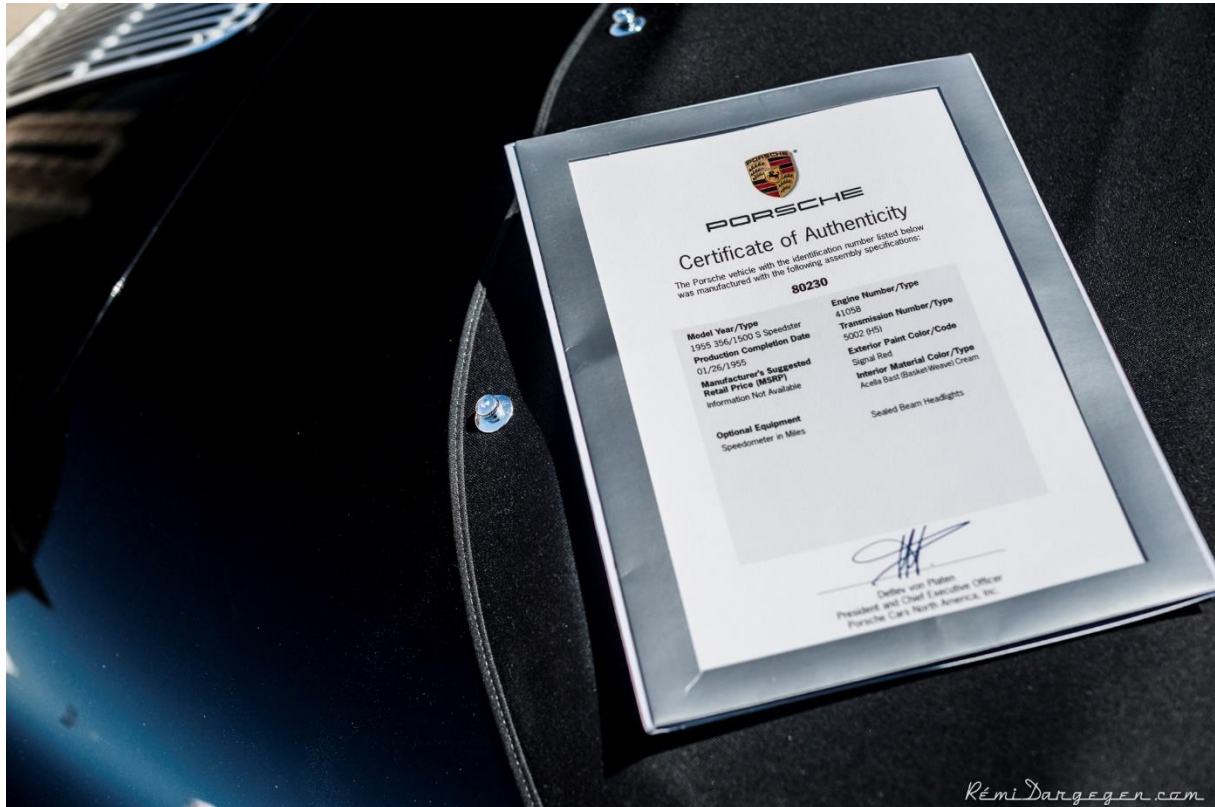 PORSCHE
PORSCHE
Certificate of Authenticity
The Porsche vehicle with the identification number listed below
was manufactured with the following assembly specifications:
80230
Model Year/Type
1955 356/1500 S Speedster
Production Completion Date
01/26/1955
Manufacturer's Suggested
Retail Price (MSRP)
Information Not Available
Optional Equipment
Speedometer in Miles
Engine Number/Type
41058
Transmission Number/Type
5002 (H5)
Exterior Paint Color/Code
Signal Red
Interior Material Color/Type
Acella Bast (Basket-Weave) Cream
Sealed Beam Headlights
Detlev von Platen
President and Chief Executive Officer
Porsche Cars North America, Inc.
RémiDargegen.com